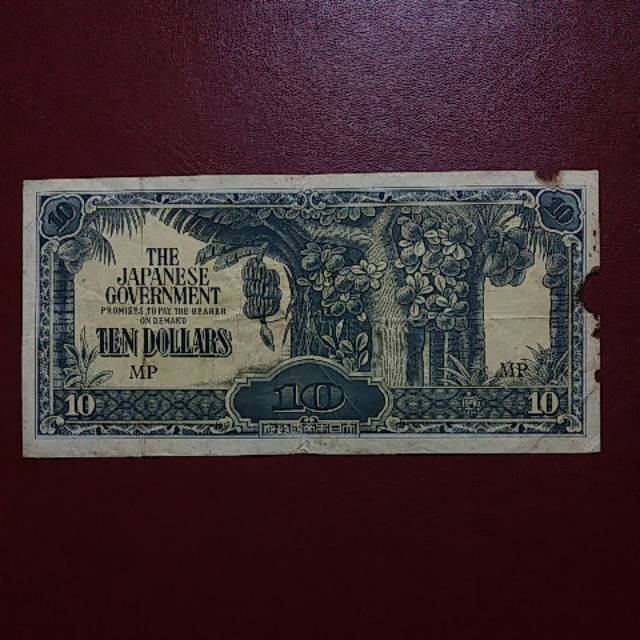 10
10
THE
JAPANESE
GOVERNMENT
PROMISES TO PAY THE BEARER
ON DEMAND
TEN DOLLARS
MP
MP
10
10
10
府政國帝本日大